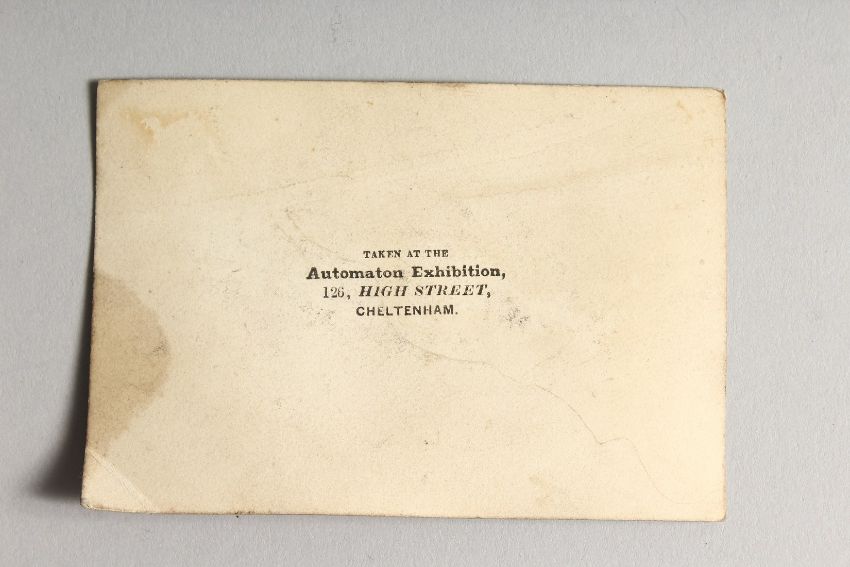 TAKEN AT THE
Automaton Exhibition,
126, HIGH STREET,
CHELTENHAM.